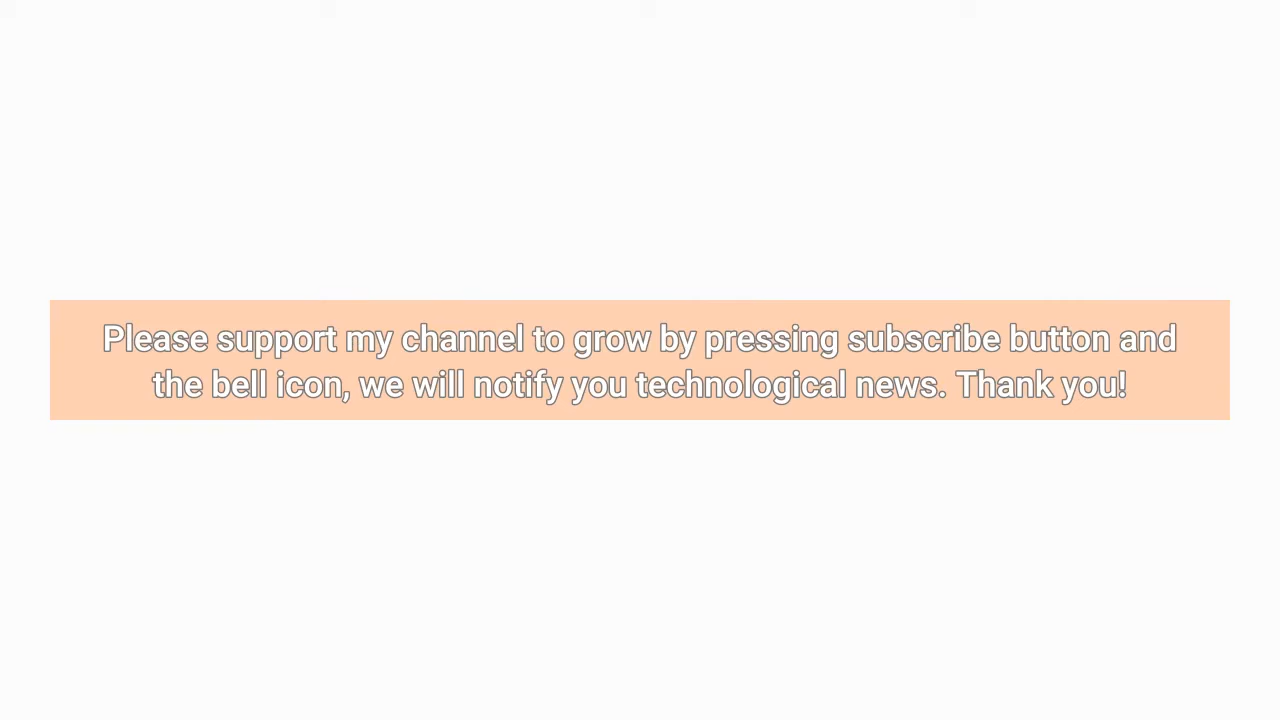 Please support my channel to grow by pressing subscribe button and
the bell icon, we will notify you technological news. Thank you!